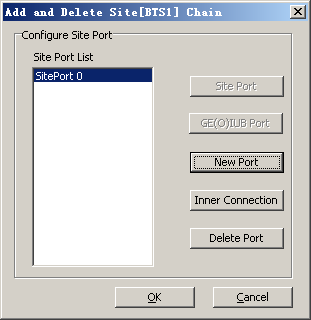 Add and Delete Site[BTS1] Chain
Configure Site Port
Site Port List
SitePort 0
Site Port
GE(O)IUB Port
New Port
Inner Connection
Delete Port
OK
Cancel